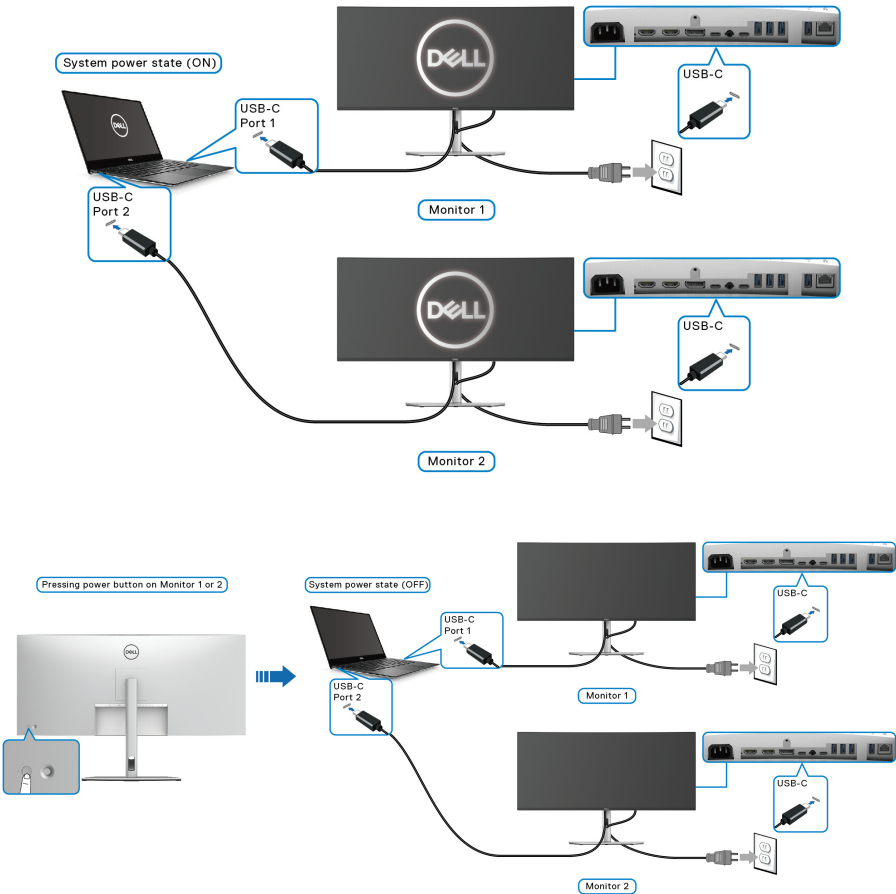 System power state (ON)
DELL
DELL
USB-C
Port 1
USB-C
Monitor 1
USB-C
Port 2
DELL
USB-C
Monitor 2
Pressing power button on Monitor 1 or 2
System power state (OFF)
DELL
USB-C
Port 1
USB-C
Monitor 1
USB-C
Port 2
USB-C
Monitor 2